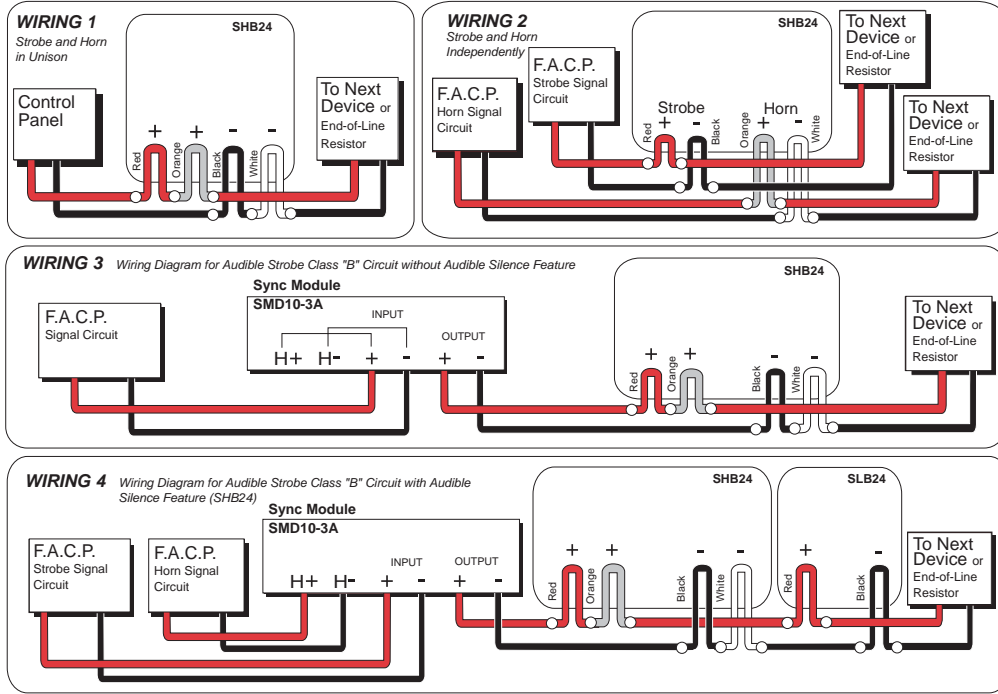 WIRING 1
Strobe and Horn
in Unison
SHB24
Control
Panel
To Next
Device or
End-of-Line
Resistor
+
+
-
-
Red
Orange
Black
White
WIRING 2
Strobe and Horn
Independently
SHB24
F.A.C.P.
Horn Signal
Circuit
F.A.C.P.
Strobe Signal
Circuit
Strobe
Horn
+
-
+
-
Red
Black
Orange
White
To Next
Device or
End-of-Line
Resistor
To Next
Device or
End-of-Line
Resistor
WIRING 3
Wiring Diagram for Audible Strobe Class "B" Circuit without Audible Silence Feature
F.A.C.P.
Signal Circuit
Sync Module
SMD10-3A
INPUT
OUTPUT
H+
H-
+
-
+
-
SHB24
+
+
-
-
Red
Orange
Black
White
To Next
Device or
End-of-Line
Resistor
WIRING 4
Wiring Diagram for Audible Strobe Class "B" Circuit with Audible
Silence Feature (SHB24)
F.A.C.P.
Strobe Signal
Circuit
F.A.C.P.
Horn Signal
Circuit
Sync Module
SMD10-3A
INPUT
OUTPUT
H+
H-
+
-
+
-
SHB24
+
+
-
-
Red
Orange
Black
White
SLB24
+
-
Red
Black
To Next
Device or
End-of-Line
Resistor